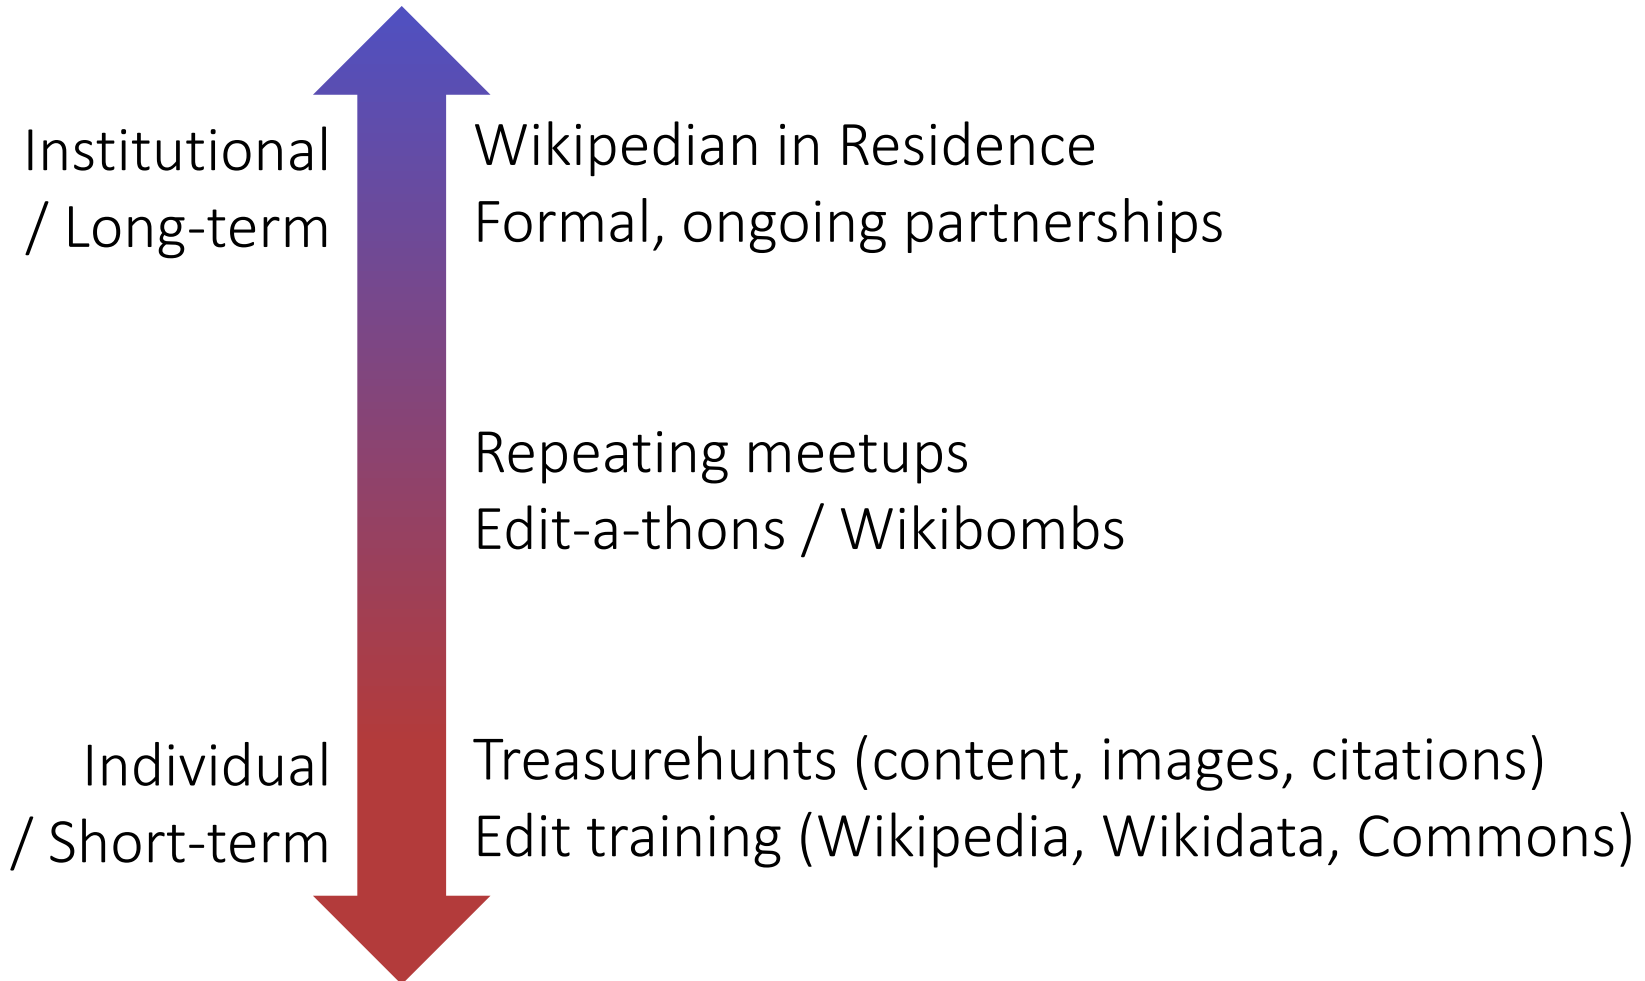 Institutional
/ Long-term
Wikipedian in Residence
Formal, ongoing partnerships
Repeating meetups
Edit-a-thons / Wikibombs
Individual
/ Short-term
Treasurehunts (content, images, citations)
Edit training (Wikipedia, Wikidata, Commons)